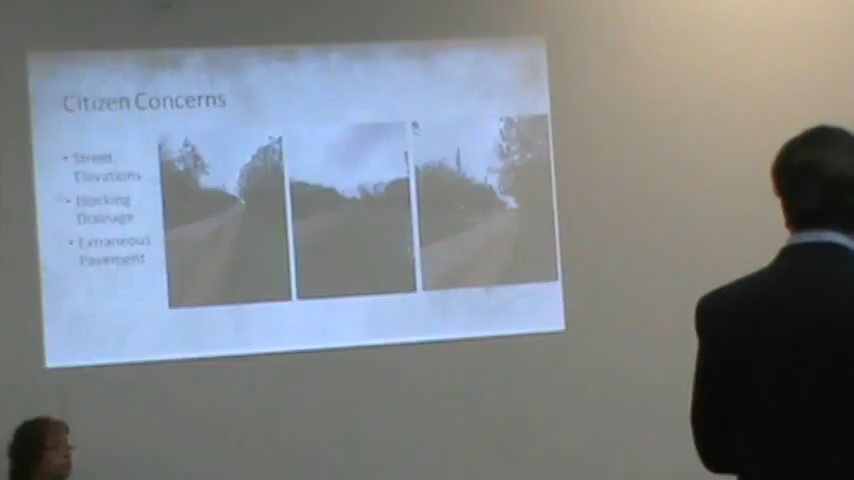 Citizen Concerns
• Street
Elevations
• Blocking
Drainage
• Extraneous
Pavement